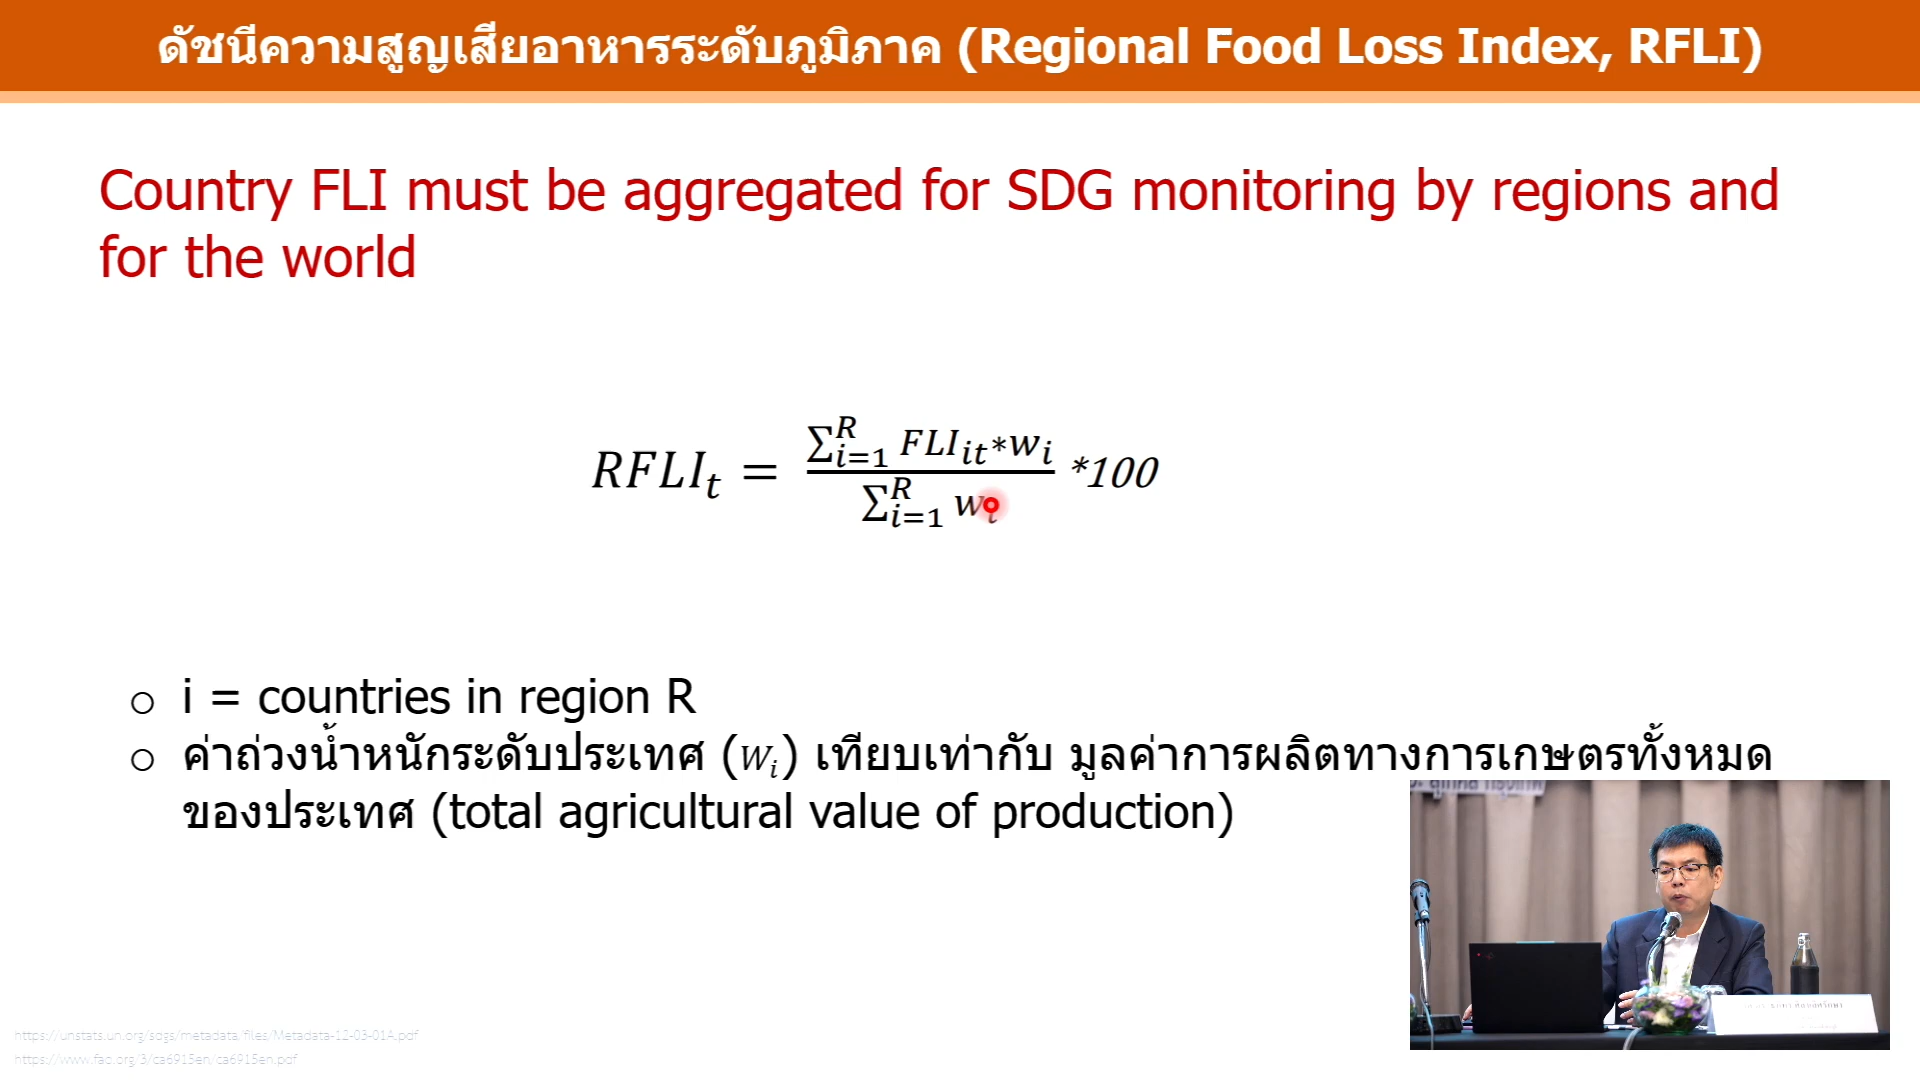 ดัชนีความสูญเสียอาหารระดับภูมิภาค (Regional Food Loss Index, RFLI)
Country FLI must be aggregated for SDG monitoring by regions and
for the world
RFLI_t = \frac{\sum_{i=1}^{R} FLI_{it}*w_i}{\sum_{i=1}^{R} w_i} *100
○ i = countries in region R
○ ค่าถ่วงน้ำหนักระดับประเทศ (w_i) เทียบเท่ากับ มูลค่าการผลิตทางการเกษตรทั้งหมด
ของประเทศ (total agricultural value of production)
https://unstats.un.org/sdgs/metadata/files/Metadata-12-03-01A.pdf
https://www.fao.org/3/ca6915en/ca6915en.pdf